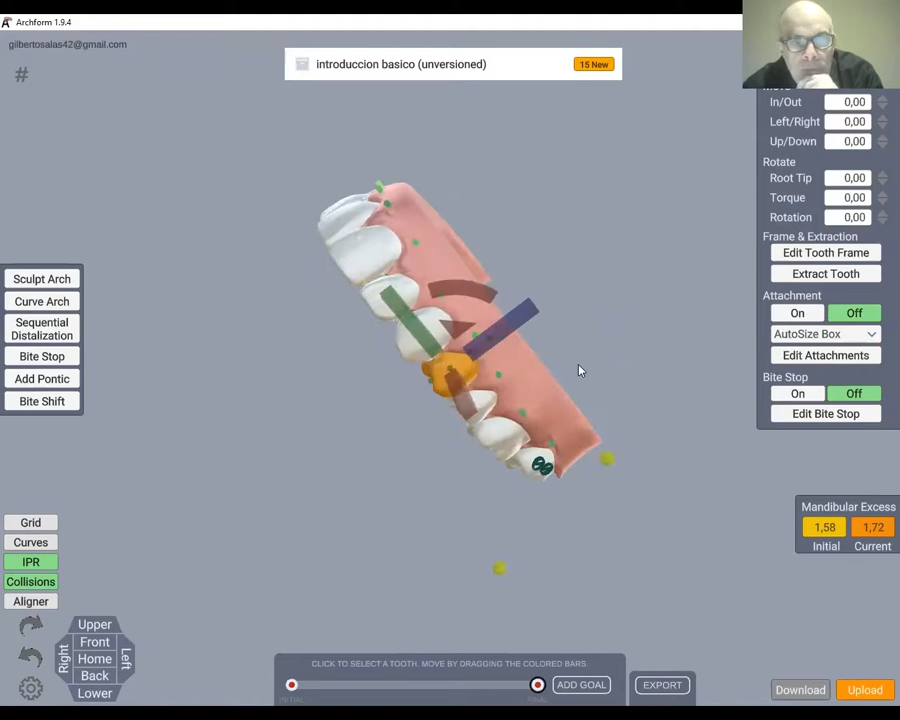 Archform 1.9.4
gilbertosalas42@gmail.com
#
introduccion basico (unversioned)
15 New
In/Out 0,00
Left/Right 0,00
Up/Down 0,00
Rotate
Root Tip 0,00
Torque 0,00
Rotation 0,00
Frame & Extraction
Edit Tooth Frame
Extract Tooth
Attachment
On Off
AutoSize Box
Edit Attachments
Bite Stop
On Off
Edit Bite Stop
Sculpt Arch
Curve Arch
Sequential
Distalization
Bite Stop
Add Pontic
Bite Shift
Mandibular Excess
1,58 1,72
Initial Current
Grid
Curves
IPR
Collisions
Aligner
Upper
Front
Right Home Left
Back
Lower
CLICK TO SELECT A TOOTH. MOVE BY DRAGGING THE COLORED BARS.
ADD GOAL
EXPORT
INITIAL FINAL
Download Upload